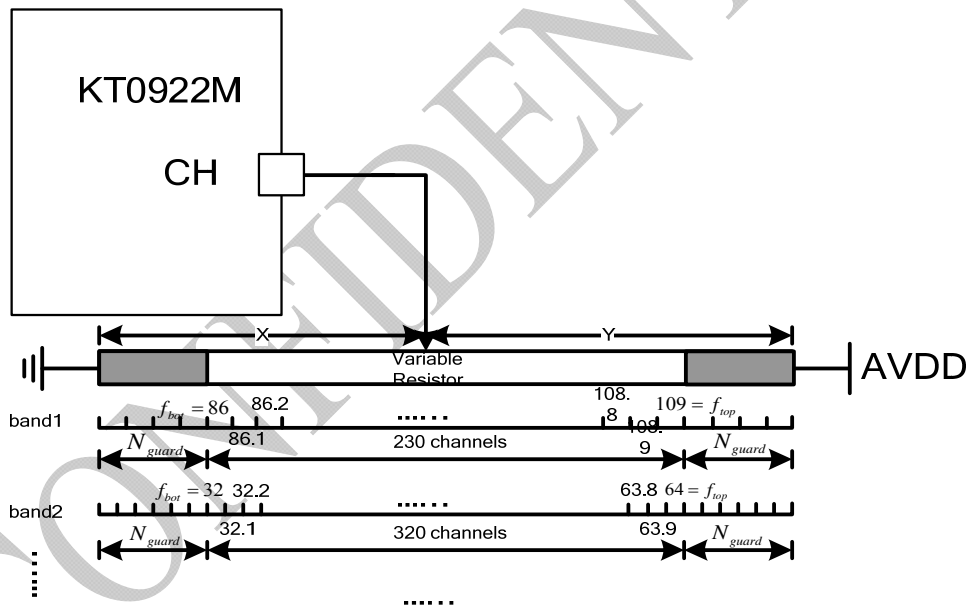 CONFIDENT
KT0922M
CH
X Y
Variable
Resistor
AVDD
band1
f_bot = 86 86.2 ...... 108.8 109 = f_top
86.1 108.9
N_guard 230 channels N_guard
band2
f_bot = 32 32.2 ...... 63.8 64 = f_top
32.1 63.9
N_guard 320 channels N_guard
......
......